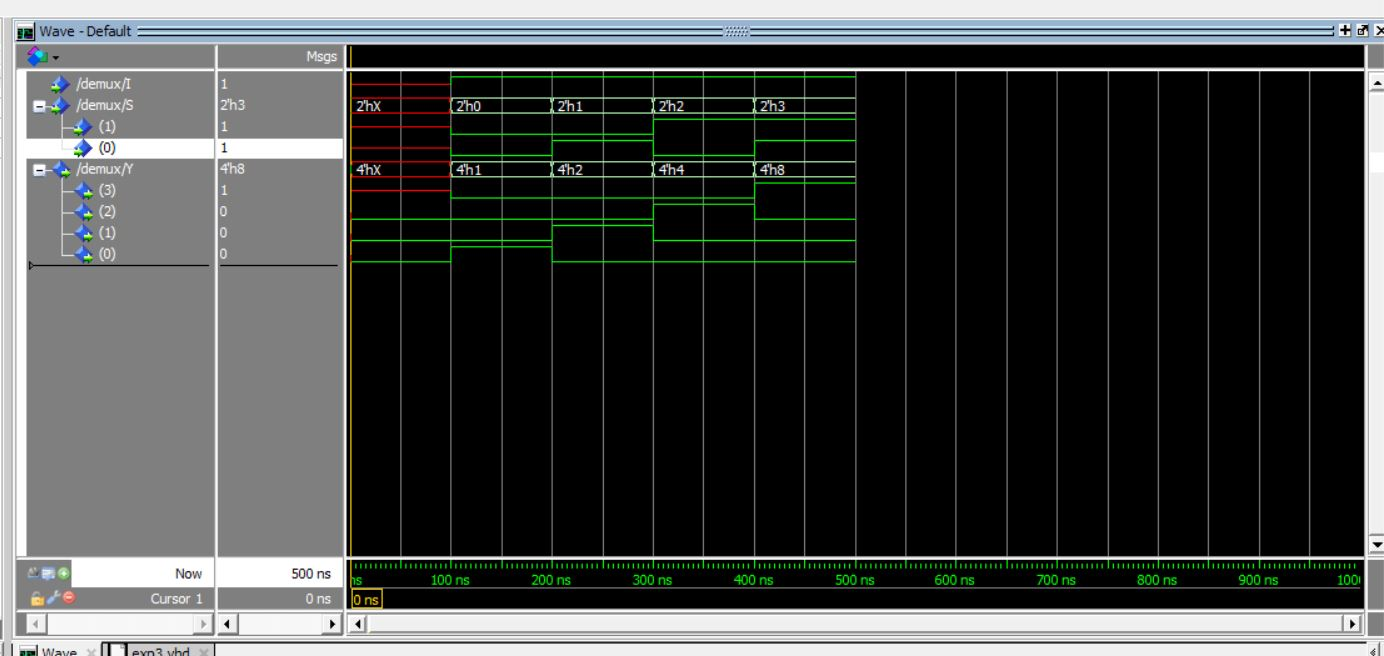 Wave - Default
Msgs
/demux/I 1
/demux/S 2'h3 2'hX 2'h0 2'h1 2'h2 2'h3
(1) 1
(0) 1
/demux/Y 4'h8 4'hX 4'h1 4'h2 4'h4 4'h8
(3) 1
(2) 0
(1) 0
(0) 0
Now 500 ns ns 100 ns 200 ns 300 ns 400 ns 500 ns 600 ns 700 ns 800 ns 900 ns 100
Cursor 1 0 ns 0 ns
Wave exp3.vhd